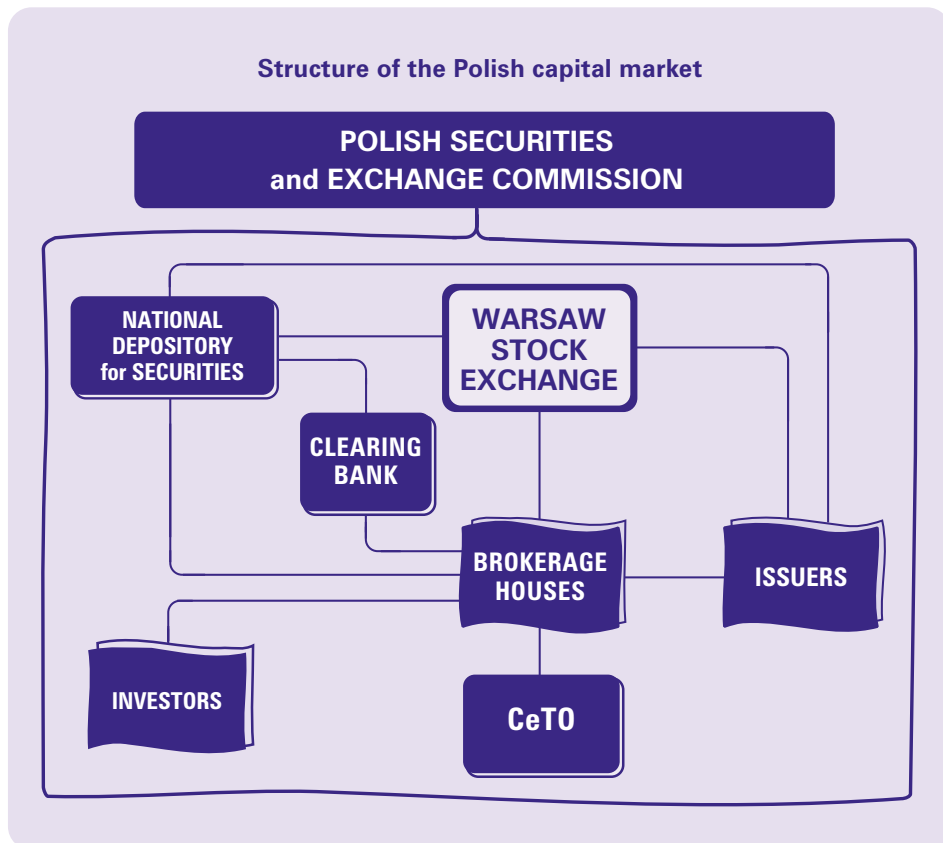 Structure of the Polish capital market
POLISH SECURITIES
and EXCHANGE COMMISSION
NATIONAL
DEPOSITORY
for SECURITIES
WARSAW
STOCK
EXCHANGE
CLEARING
BANK
BROKERAGE
HOUSES
ISSUERS
INVESTORS
CeTO